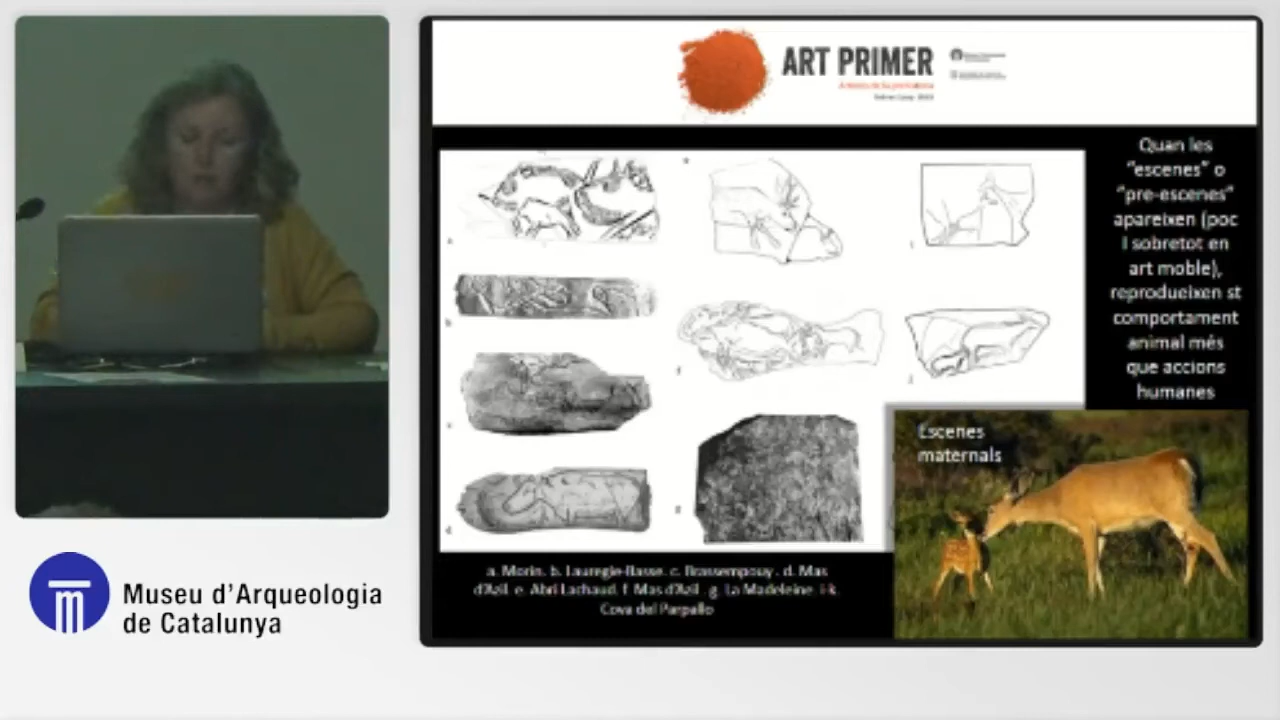 ART PRIMER
Quan les
“escenes” o
“pre-escenes”
apareixen (poc
I sobretot en
art moble),
reprodueixen st
comportament
animal més
que accions
humanes
Escenes
maternals
a. Morin. b. Lauregie-Basse. c. Brassempouy. d. Mas
d'Azil. e. Abri Lachaud. f. Mas d'Azil. g. La Madeleine. i-k.
Cova del Parpallo
Museu d'Arqueologia
de Catalunya